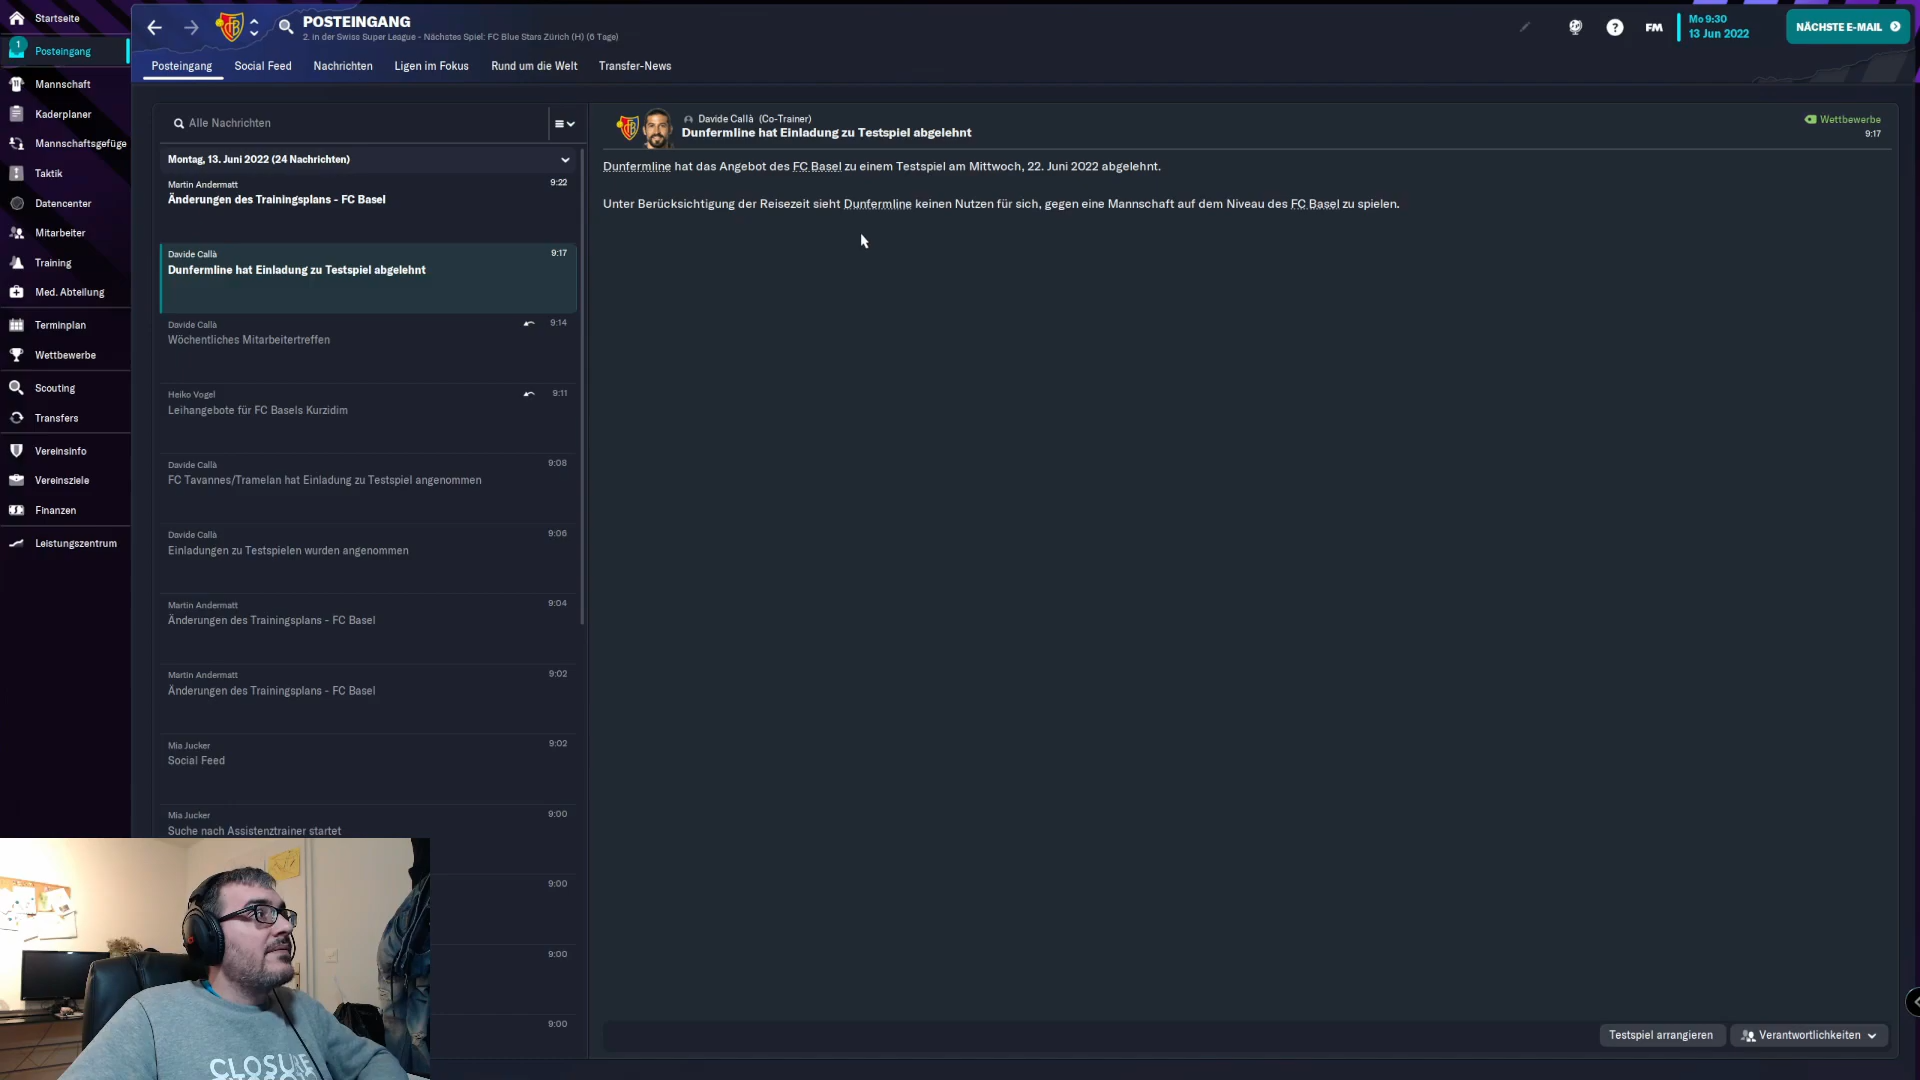 Startseite
1
Posteingang
Mannschaft
Kaderplaner
Mannschaftsgefüge
Taktik
Datencenter
Mitarbeiter
Training
Med. Abteilung
Terminplan
Wettbewerbe
Scouting
Transfers
Vereinsinfo
Vereinsziele
Finanzen
Leistungszentrum
POSTEINGANG
2. in der Swiss Super League - Nächstes Spiel: FC Blue Stars Zürich (H) (6 Tage)
FM
Mo 9:30
13 Jun 2022
NÄCHSTE E-MAIL
Posteingang Social Feed Nachrichten Ligen im Fokus Rund um die Welt Transfer-News
Alle Nachrichten
Montag, 13. Juni 2022 (24 Nachrichten)
Martin Andermatt 9:22
Änderungen des Trainingsplans - FC Basel
Davide Callà 9:17
Dunfermline hat Einladung zu Testspiel abgelehnt
Davide Callà 9:14
Wöchentliches Mitarbeitertreffen
Heiko Vogel 9:11
Leihangebote für FC Basels Kurzidim
Davide Callà 9:08
FC Tavannes/Tramelan hat Einladung zu Testspiel angenommen
Davide Callà 9:06
Einladungen zu Testspielen wurden angenommen
Martin Andermatt 9:04
Änderungen des Trainingsplans - FC Basel
Martin Andermatt 9:02
Änderungen des Trainingsplans - FC Basel
Mia Jucker 9:02
Social Feed
Mia Jucker 9:00
Suche nach Assistenztrainer startet
9:00
9:00
9:00
Davide Callà (Co-Trainer)
Dunfermline hat Einladung zu Testspiel abgelehnt
Wettbewerbe
9:17
Dunfermline hat das Angebot des FC Basel zu einem Testspiel am Mittwoch, 22. Juni 2022 abgelehnt.
Unter Berücksichtigung der Reisezeit sieht Dunfermline keinen Nutzen für sich, gegen eine Mannschaft auf dem Niveau des FC Basel zu spielen.
Testspiel arrangieren
Verantwortlichkeiten
CLOSURE